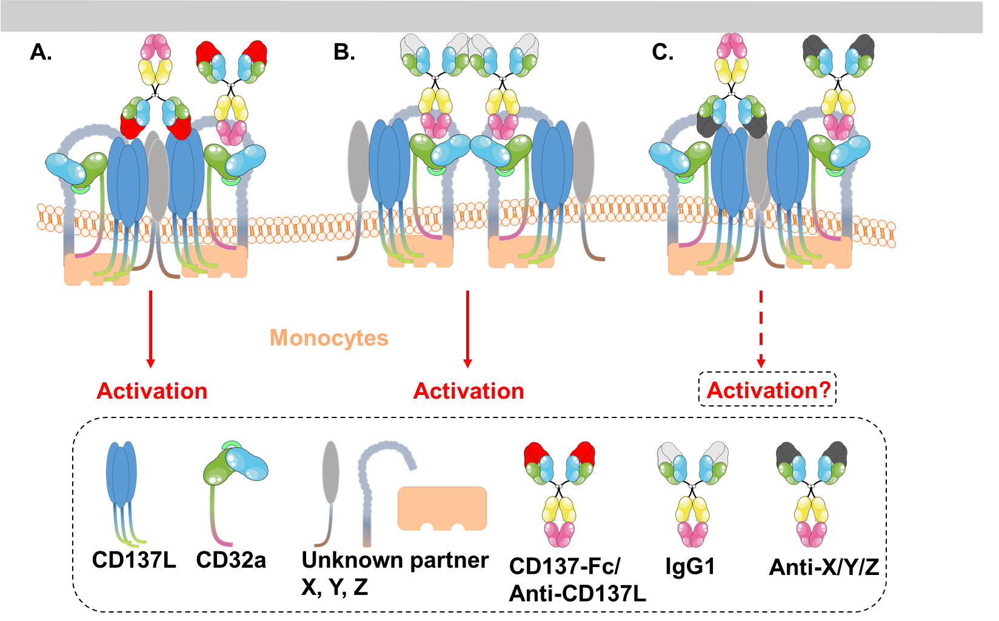 A.
B.
C.
Monocytes
Activation
Activation
Activation?
CD137L
CD32a
Unknown partner
X, Y, Z
CD137-Fc/
Anti-CD137L
IgG1
Anti-X/Y/Z